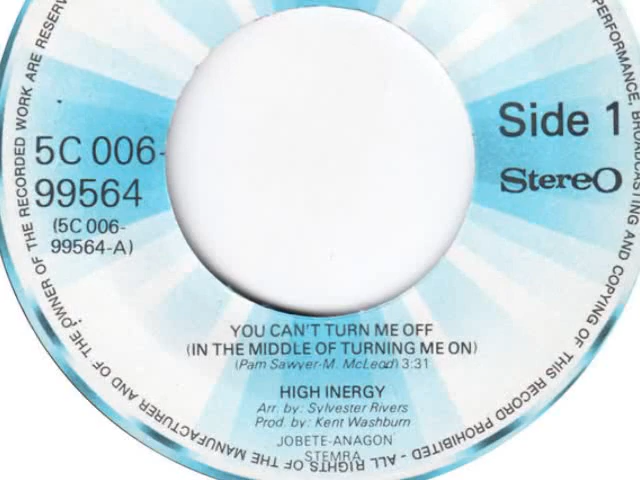 5C 006-
99564
(5C 006-
99564-A)
Side 1
StereO
YOU CAN'T TURN ME OFF
(IN THE MIDDLE OF TURNING ME ON)
(Pam Sawyer-M. McLeod) 3:31
HIGH INERGY
Arr. by: Sylvester Rivers
Prod. by: Kent Washburn
JOBETE-ANAGON
STEMRA
PERFORMANCE, BROADCASTING AND COPYING OF THIS RECORD PROHIBITED - ALL RIGHTS OF THE MANUFACTURER AND OF THE OWNER OF THE RECORDED WORK ARE